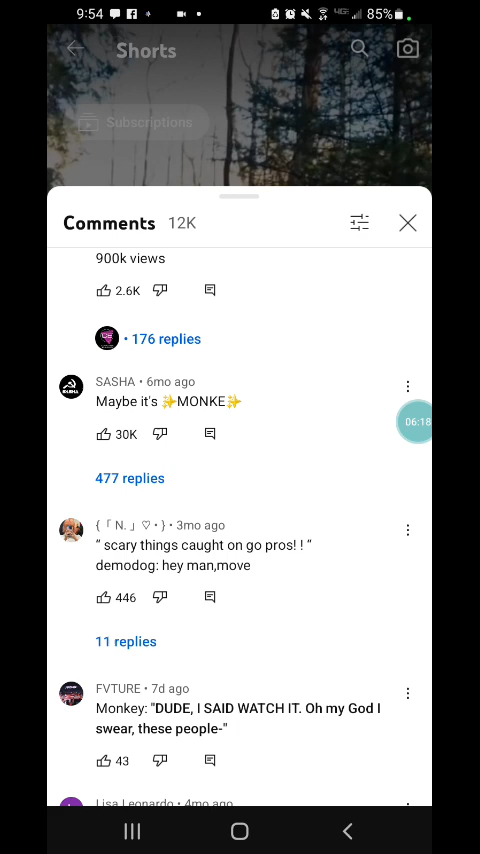 9:54
85%
Shorts
Subscriptions
Comments 12K
900k views
2.6K
• 176 replies
SASHA • 6mo ago
Maybe it's ✨MONKE✨
06:18
30K
477 replies
{「 N. 」♡ • } • 3mo ago
“ scary things caught on go pros! ! ”
demodog: hey man,move
446
11 replies
FVTURE • 7d ago
Monkey: "DUDE, I SAID WATCH IT. Oh my God I
swear, these people-"
43
Lisa Leonardo • 4mo ago